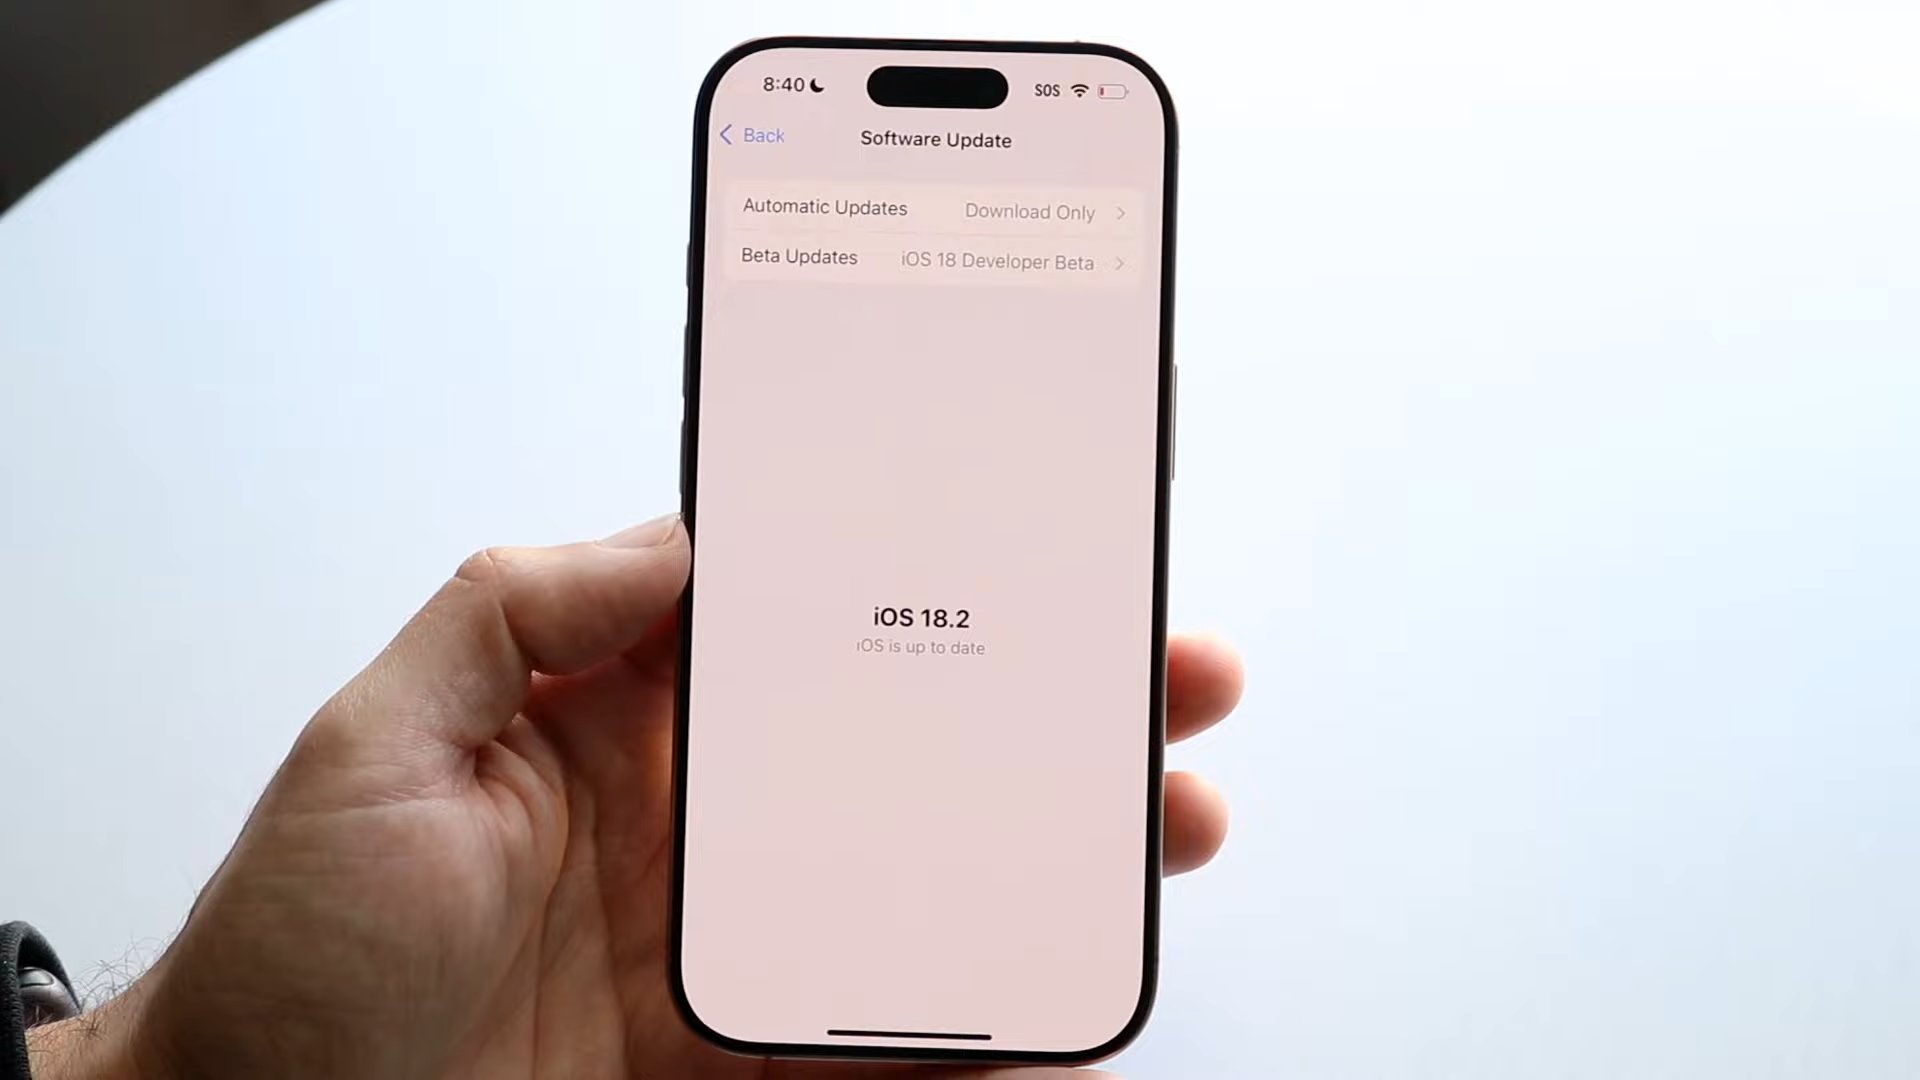 8:40
SOS
Back
Software Update
Automatic Updates Download Only
Beta Updates iOS 18 Developer Beta
iOS 18.2
iOS is up to date